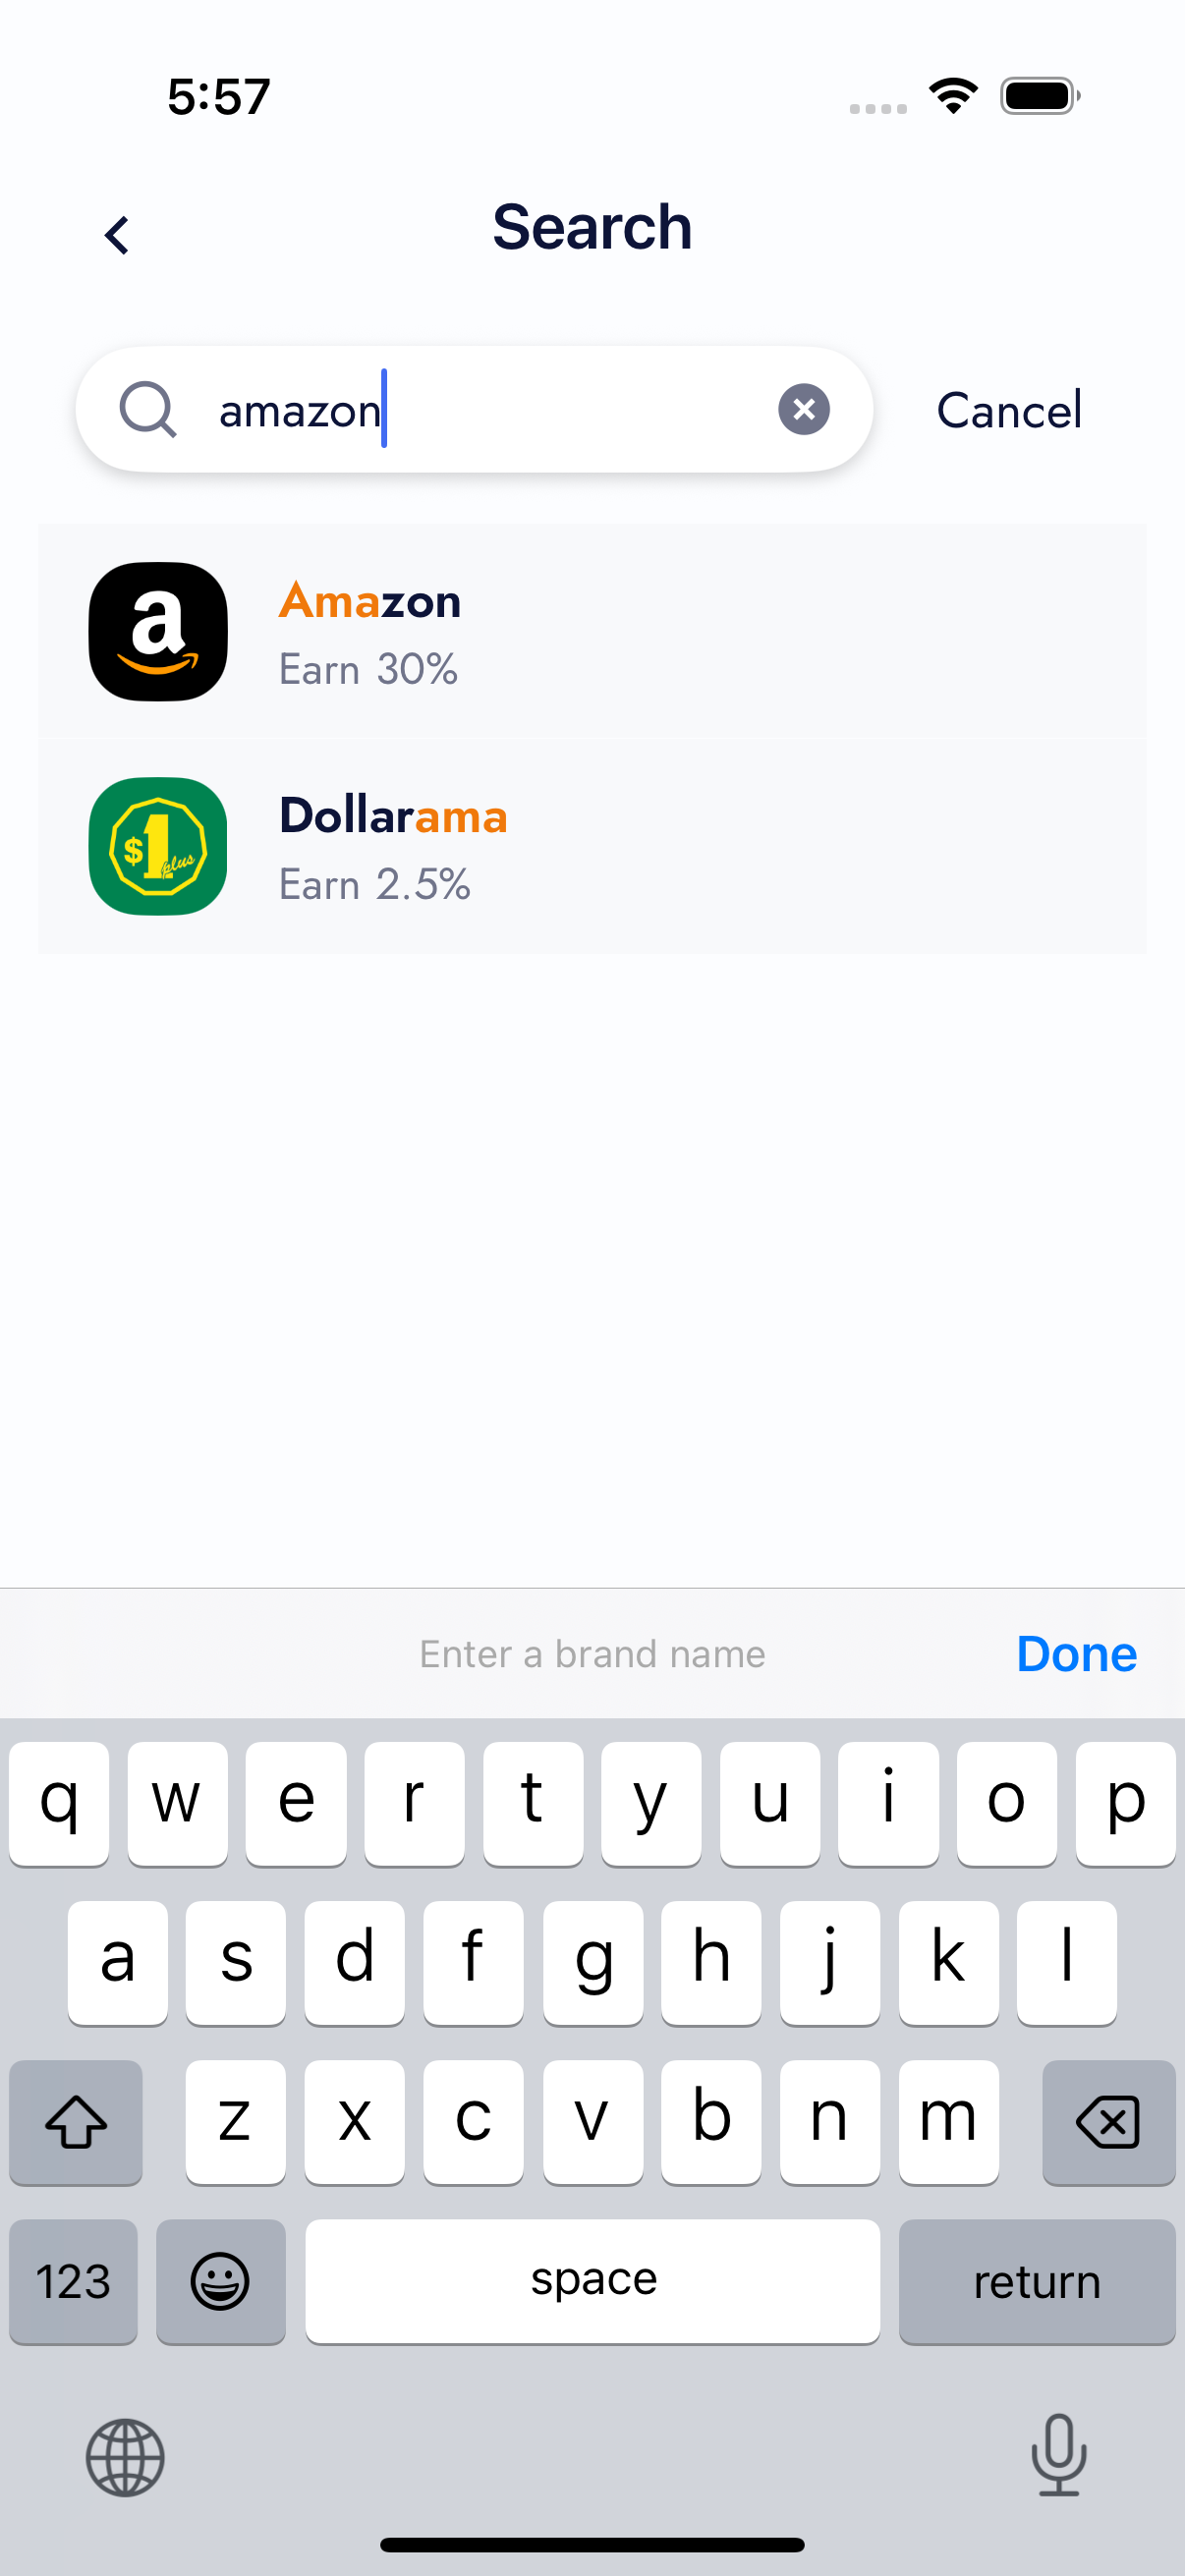 5:57
Search
amazon
Cancel
a
Amazon
Earn 30%
$1 plus
Dollarama
Earn 2.5%
Enter a brand name
Done
q w e r t y u i o p
a s d f g h j k l
z x c v b n m
123
space
return